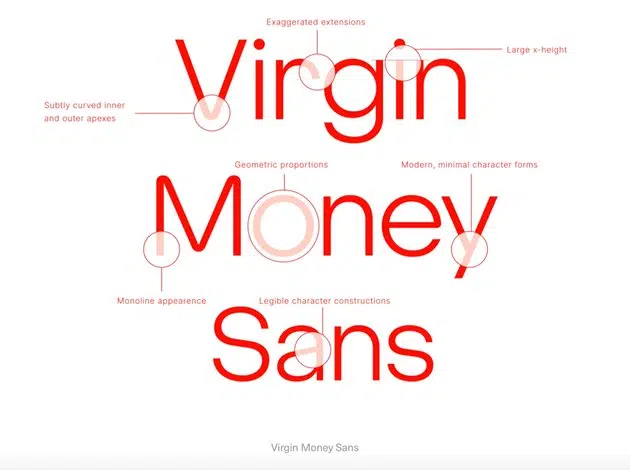 Exaggerated extensions
Large x-height
Virgin
Subtly curved inner
and outer apexes
Geometric proportions
Modern, minimal character forms
Money
Monoline appearence
Legible character constructions
Sans
Virgin Money Sans